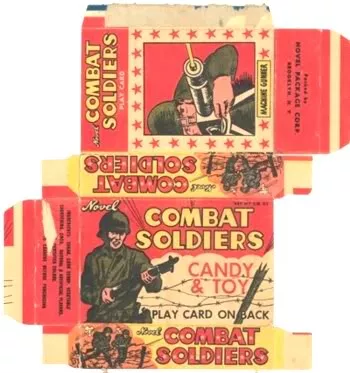 Novel
COMBAT
SOLDIERS
PLAY CARD
MACHINE GUNNER
Packed by
NOVEL PACKAGE CORP.
BROOKLYN, N. Y.
Novel
COMBAT
SOLDIERS
Novel
COMBAT
SOLDIERS
CANDY
& TOY
PLAY CARD ON BACK
Novel
COMBAT
SOLDIERS